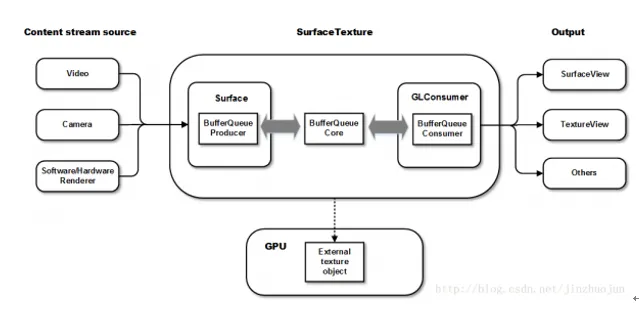 Content stream source
SurfaceTexture
Output
Video
Camera
Software/Hardware
Renderer
Surface
BufferQueue
Producer
BufferQueue
Core
GLConsumer
BufferQueue
Consumer
SurfaceView
TextureView
Others
GPU
External
texture
object
http://blog.csdn.net/jinzhuojun